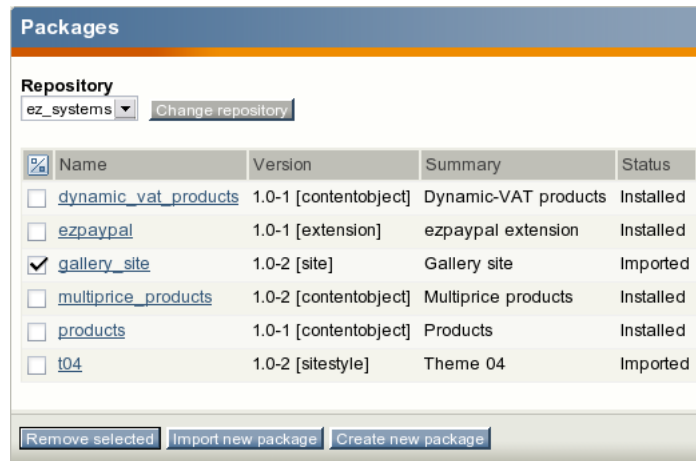 Packages
Repository
ez_systems Change repository
Name Version Summary Status
dynamic_vat_products 1.0-1 [contentobject] Dynamic-VAT products Installed
ezpaypal 1.0-1 [extension] ezpaypal extension Installed
gallery_site 1.0-2 [site] Gallery site Imported
multiprice_products 1.0-2 [contentobject] Multiprice products Installed
products 1.0-1 [contentobject] Products Installed
t04 1.0-2 [sitestyle] Theme 04 Imported
Remove selected Import new package Create new package